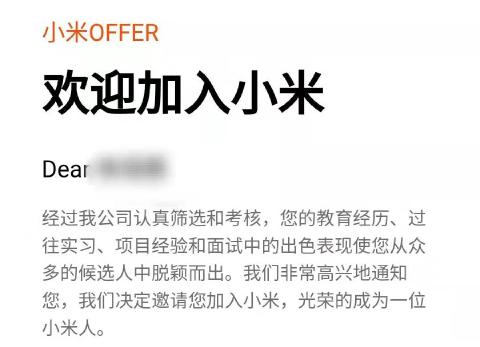 小米OFFER
欢迎加入小米
Dear
经过我公司认真筛选和考核，您的教育经历、过
往实习、项目经验和面试中的出色表现使您从众
多的候选人中脱颖而出。我们非常高兴地通知
您，我们决定邀请您加入小米，光荣的成为一位
小米人。